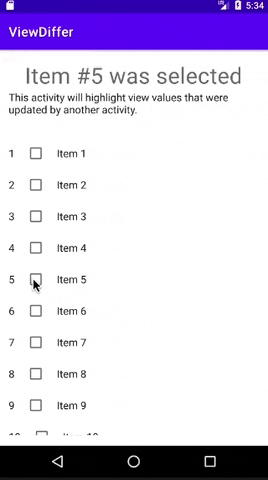 5:34
ViewDiffer
Item #5 was selected
This activity will highlight view values that were
updated by another activity.
1 Item 1
2 Item 2
3 Item 3
4 Item 4
5 Item 5
6 Item 6
7 Item 7
8 Item 8
9 Item 9